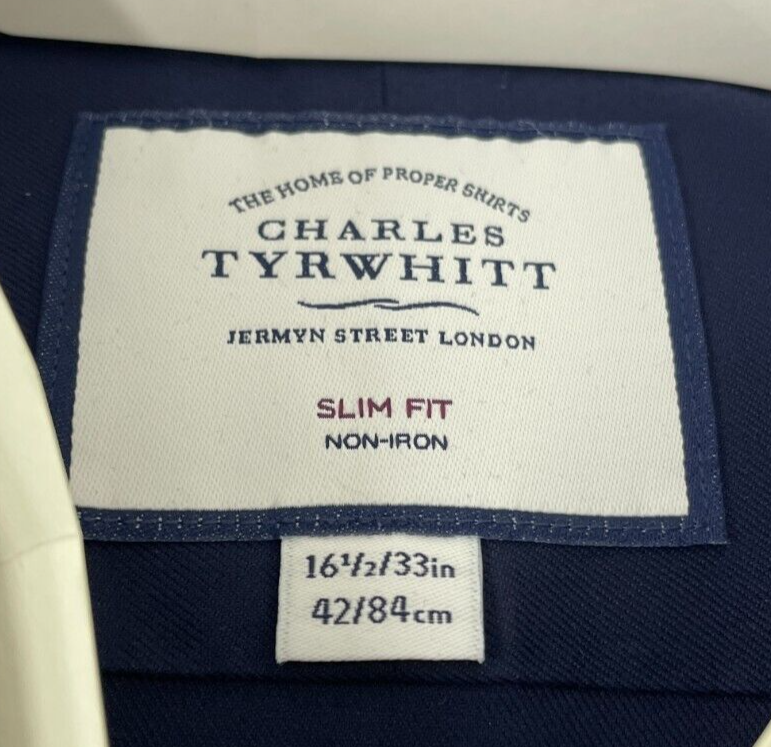 THE HOME OF PROPER SHIRTS
CHARLES
TYRWHITT
JERMYN STREET LONDON
SLIM FIT
NON-IRON
16½/33in
42/84cm